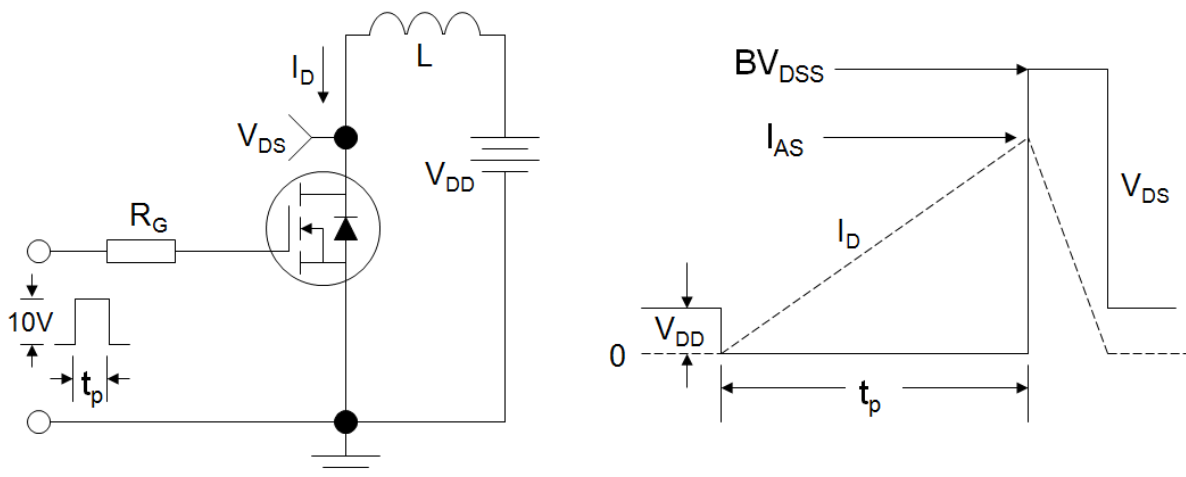 L
I_D
V_DS
V_DD
R_G
10V
t_p
BV_DSS
I_AS
V_DS
I_D
V_DD
0
t_p